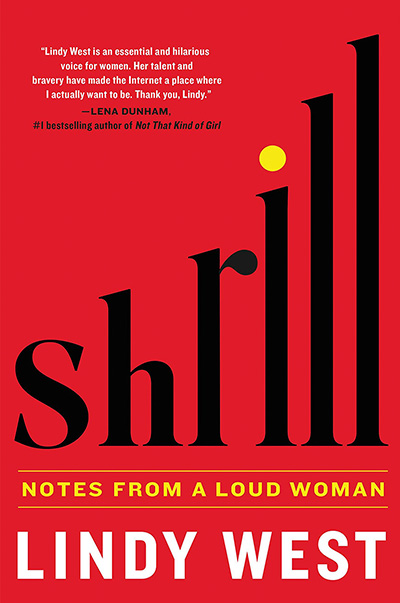 “Lindy West is an essential and hilarious
voice for women. Her talent and
bravery have made the Internet a place where
I actually want to be. Thank you, Lindy.”
—LENA DUNHAM,
#1 bestselling author of Not That Kind of Girl
Shrill
NOTES FROM A LOUD WOMAN
LINDY WEST